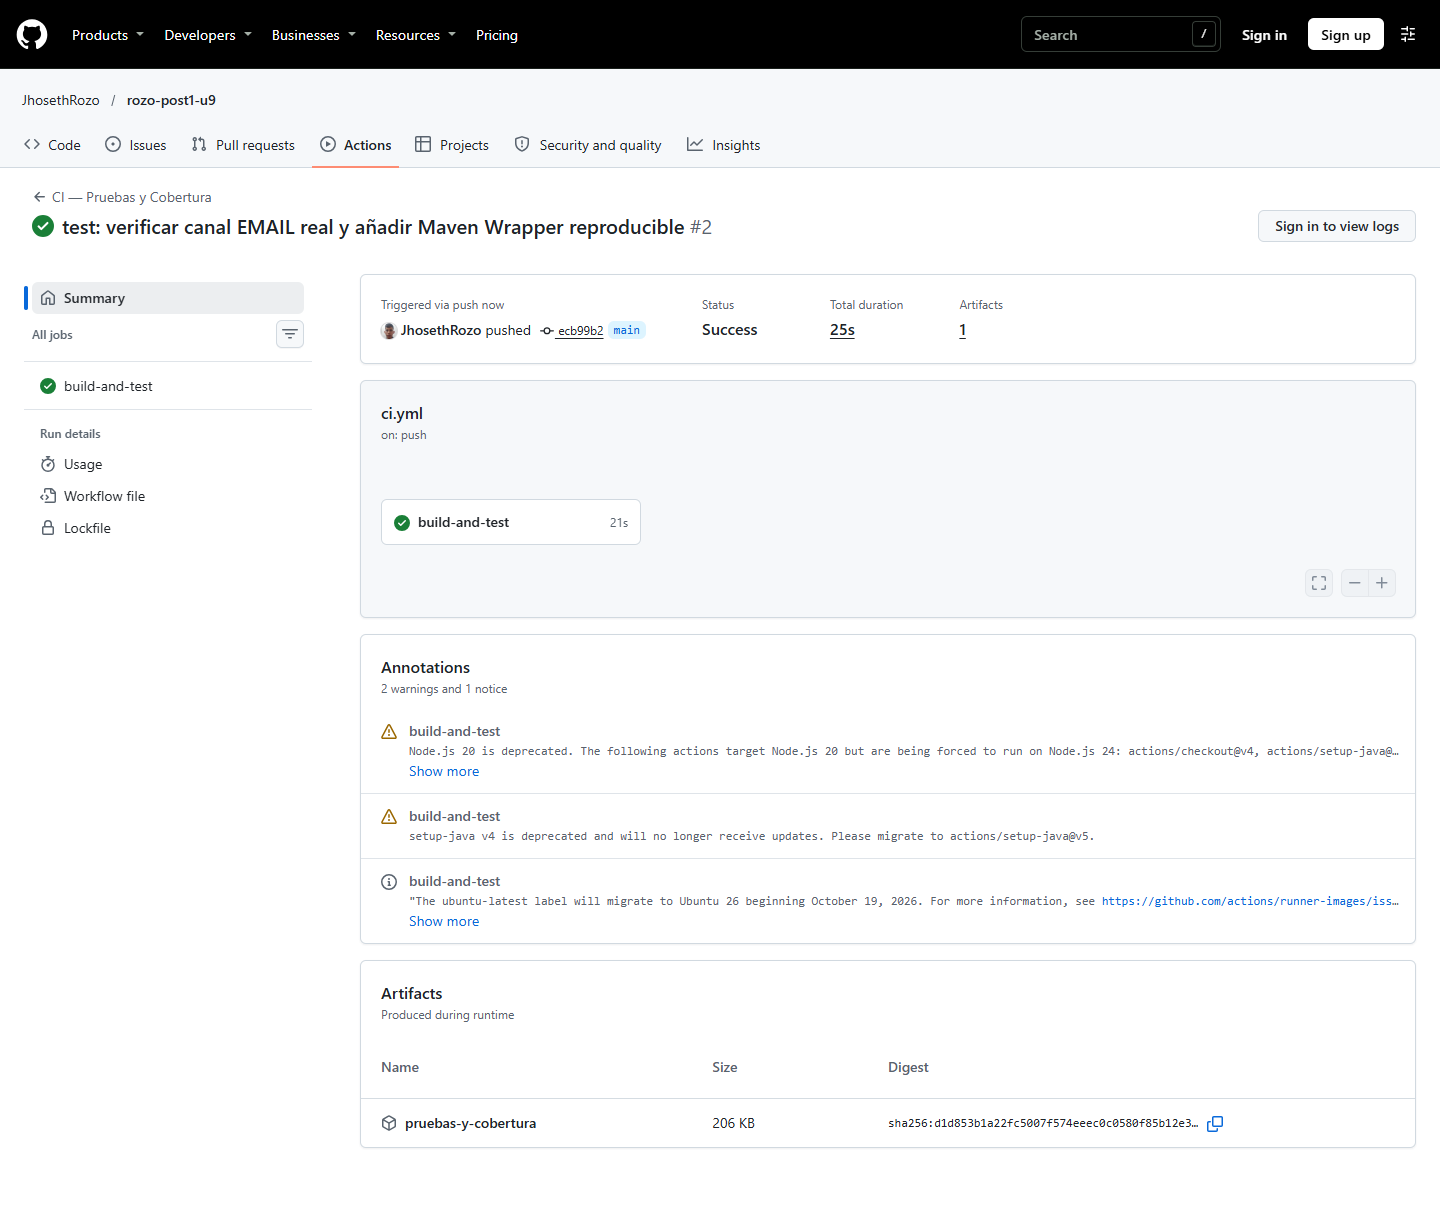 Products Developers Businesses Resources Pricing Search / Sign in Sign up
JhosethRozo / rozo-post1-u9
Code Issues Pull requests Actions Projects Security and quality Insights
CI — Pruebas y Cobertura
test: verificar canal EMAIL real y añadir Maven Wrapper reproducible #2
Sign in to view logs
Summary
All jobs
build-and-test
Run details
Usage
Workflow file
Lockfile
Triggered via push now Status Total duration Artifacts
JhosethRozo pushed ecb99b2 main Success 25s 1
ci.yml
on: push
build-and-test 21s
Annotations
2 warnings and 1 notice
build-and-test
Node.js 20 is deprecated. The following actions target Node.js 20 but are being forced to run on Node.js 24: actions/checkout@v4, actions/setup-java@…
Show more
build-and-test
setup-java v4 is deprecated and will no longer receive updates. Please migrate to actions/setup-java@v5.
build-and-test
"The ubuntu-latest label will migrate to Ubuntu 26 beginning October 19, 2026. For more information, see https://github.com/actions/runner-images/iss…
Show more
Artifacts
Produced during runtime
Name Size Digest
pruebas-y-cobertura 206 KB sha256:d1d853b1a22fc5007f574eeec0c0580f85b12e3…